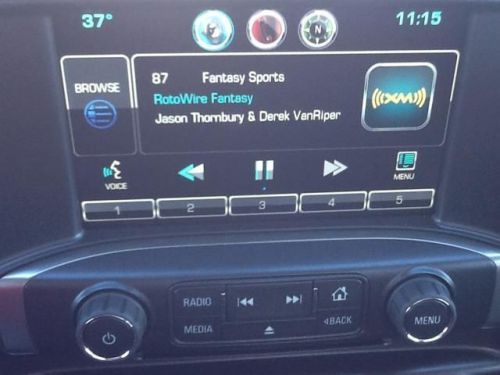 37°
N
11:15
BROWSE
87 Fantasy Sports
RotoWire Fantasy
Jason Thornbury & Derek VanRiper
((XM))
VOICE
MENU
1 2 3 4 5
RADIO
MEDIA
BACK
MENU